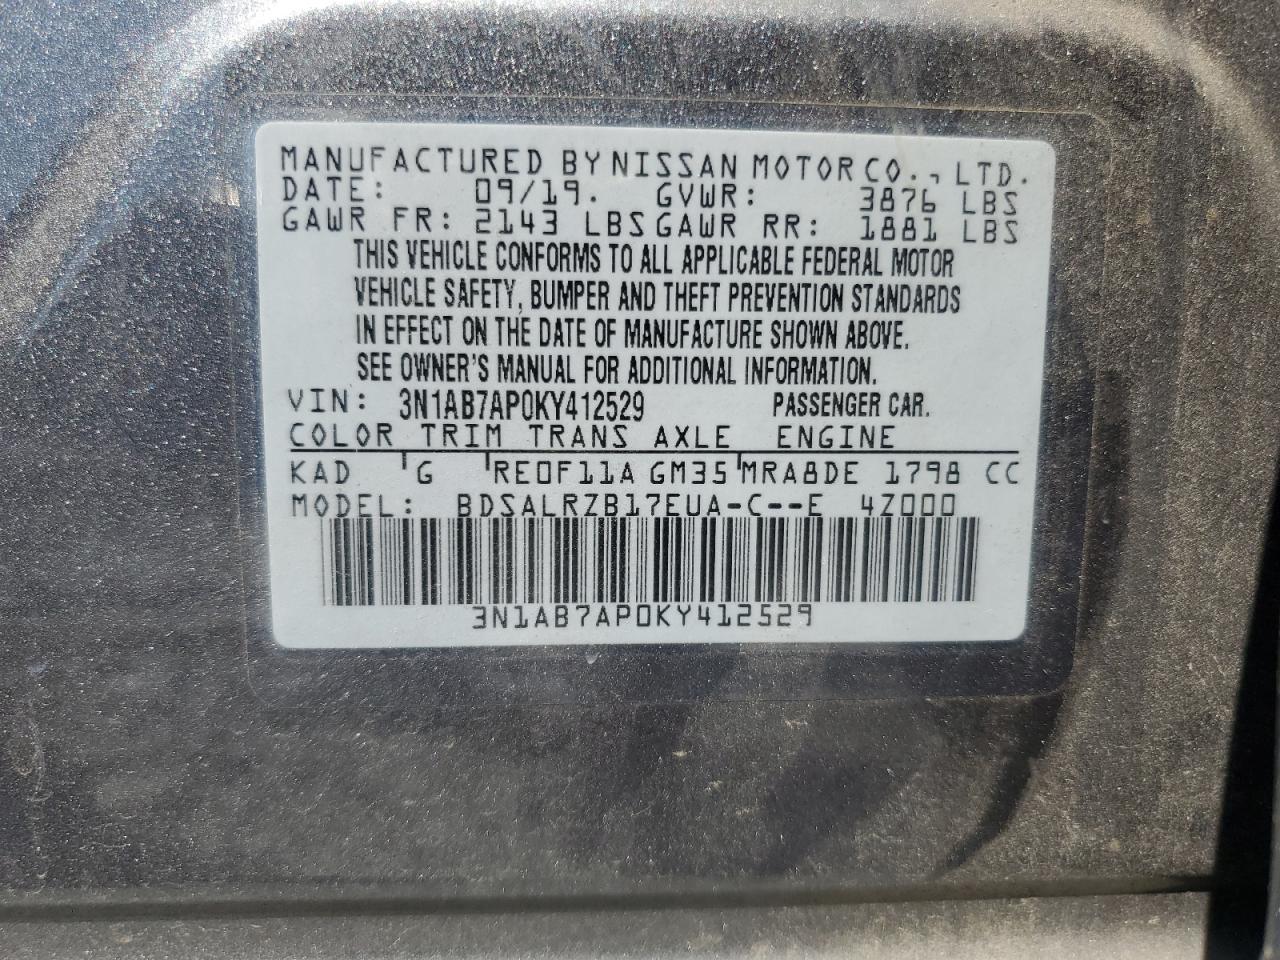 MANUFACTURED BY NISSAN MOTOR CO., LTD.
DATE: 09/19. GVWR: 3876 LBS
GAWR FR: 2143 LBS GAWR RR: 1881 LBS
THIS VEHICLE CONFORMS TO ALL APPLICABLE FEDERAL MOTOR
VEHICLE SAFETY, BUMPER AND THEFT PREVENTION STANDARDS
IN EFFECT ON THE DATE OF MANUFACTURE SHOWN ABOVE.
SEE OWNER'S MANUAL FOR ADDITIONAL INFORMATION.
VIN: 3N1AB7AP0KY412529 PASSENGER CAR.
COLOR TRIM TRANS AXLE ENGINE
KAD G RE0F11A GM35 MRA8DE 1798 CC
MODEL: BDSALRZB17EUA-C--E 4Z000
3N1AB7AP0KY412529